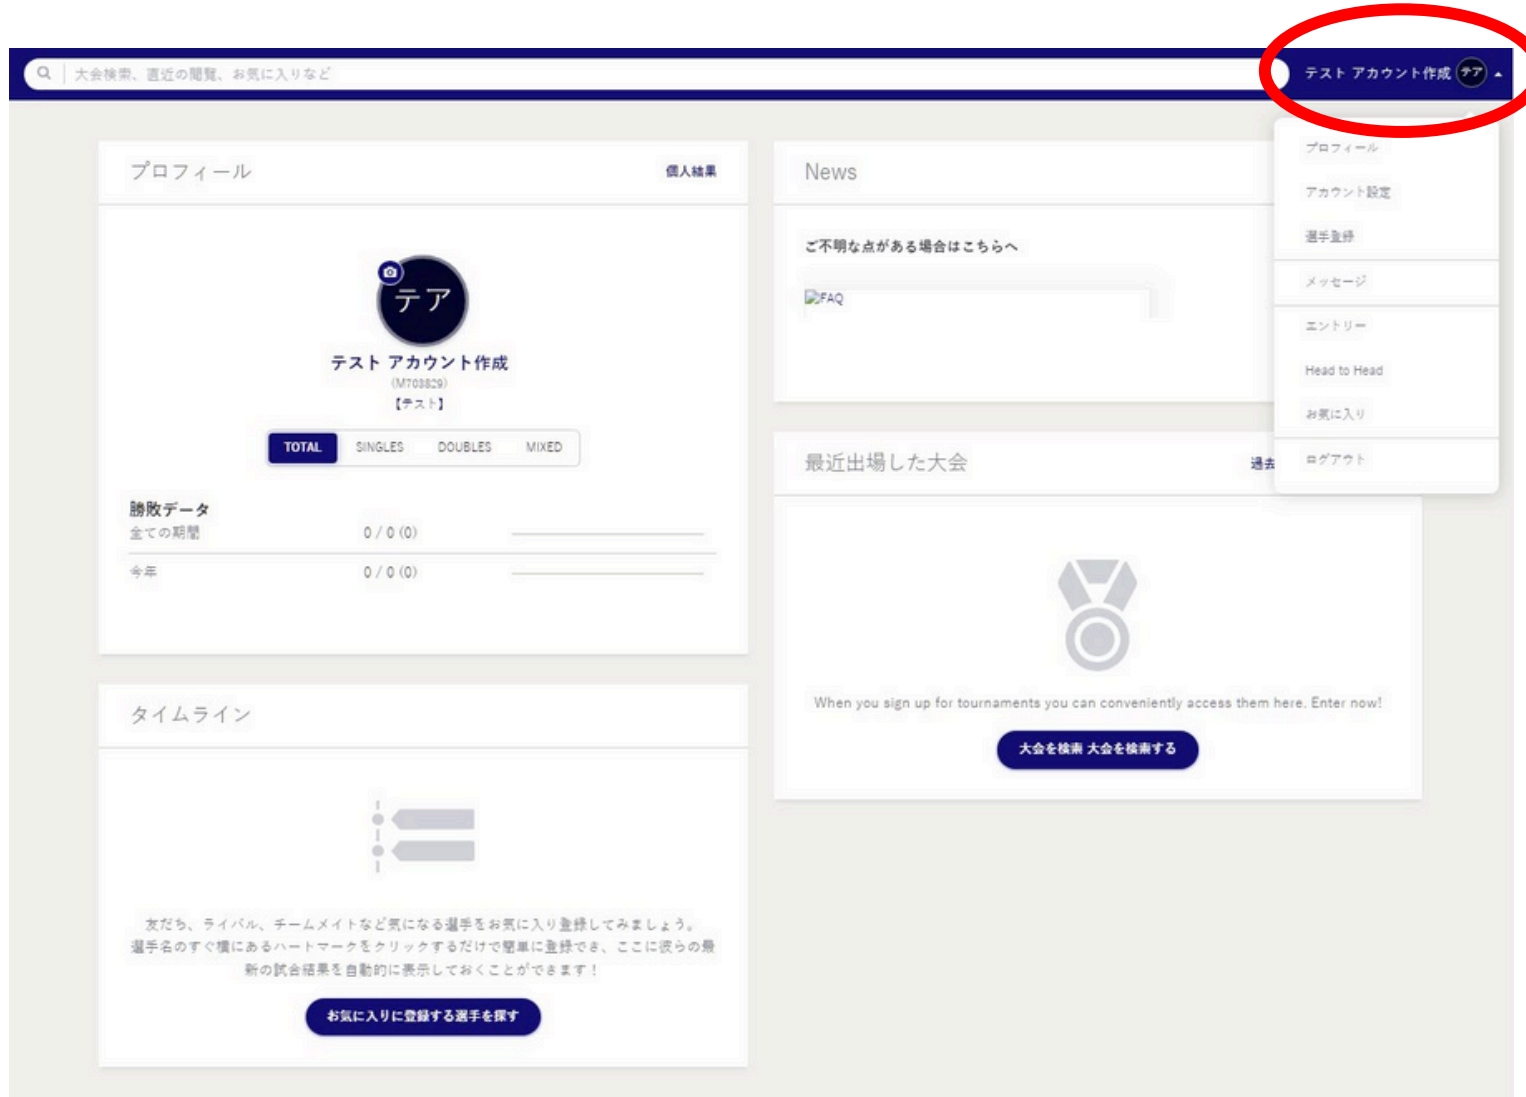 大会検索、直近の閲覧、お気に入りなど
テスト アカウント作成 テア
プロフィール
アカウント設定
選手登録
メッセージ
エントリー
Head to Head
お気に入り
ログアウト
プロフィール 個人結果
テア
テスト アカウント作成
(M703829)
【テスト】
TOTAL SINGLES DOUBLES MIXED
勝敗データ
全ての期間 0 / 0 (0)
今年 0 / 0 (0)
News
ご不明な点がある場合はこちらへ
FAQ
最近出場した大会 過去
When you sign up for tournaments you can conveniently access them here. Enter now!
大会を検索 大会を検索する
タイムライン
友だち、ライバル、チームメイトなど気になる選手をお気に入り登録してみましょう。
選手名のすぐ横にあるハートマークをクリックするだけで簡単に登録でき、ここに彼らの最
新の試合結果を自動的に表示しておくことができます！
お気に入りに登録する選手を探す